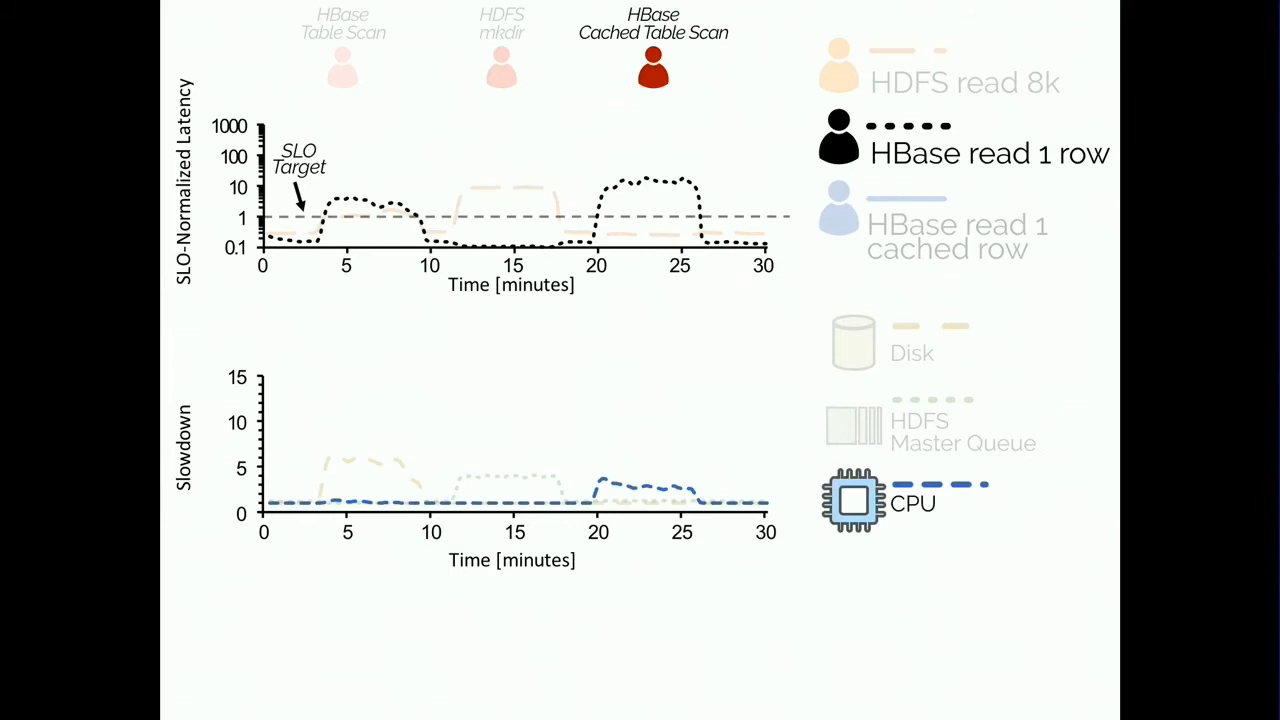 HBase
Table Scan
HDFS
mkdir
HBase
Cached Table Scan
SLO-Normalized Latency
1000
100
10
1
0.1
SLO
Target
0 5 10 15 20 25 30
Time [minutes]
HDFS read 8k
HBase read 1 row
HBase read 1
cached row
Slowdown
15
10
5
0
0 5 10 15 20 25 30
Time [minutes]
Disk
HDFS
Master Queue
CPU